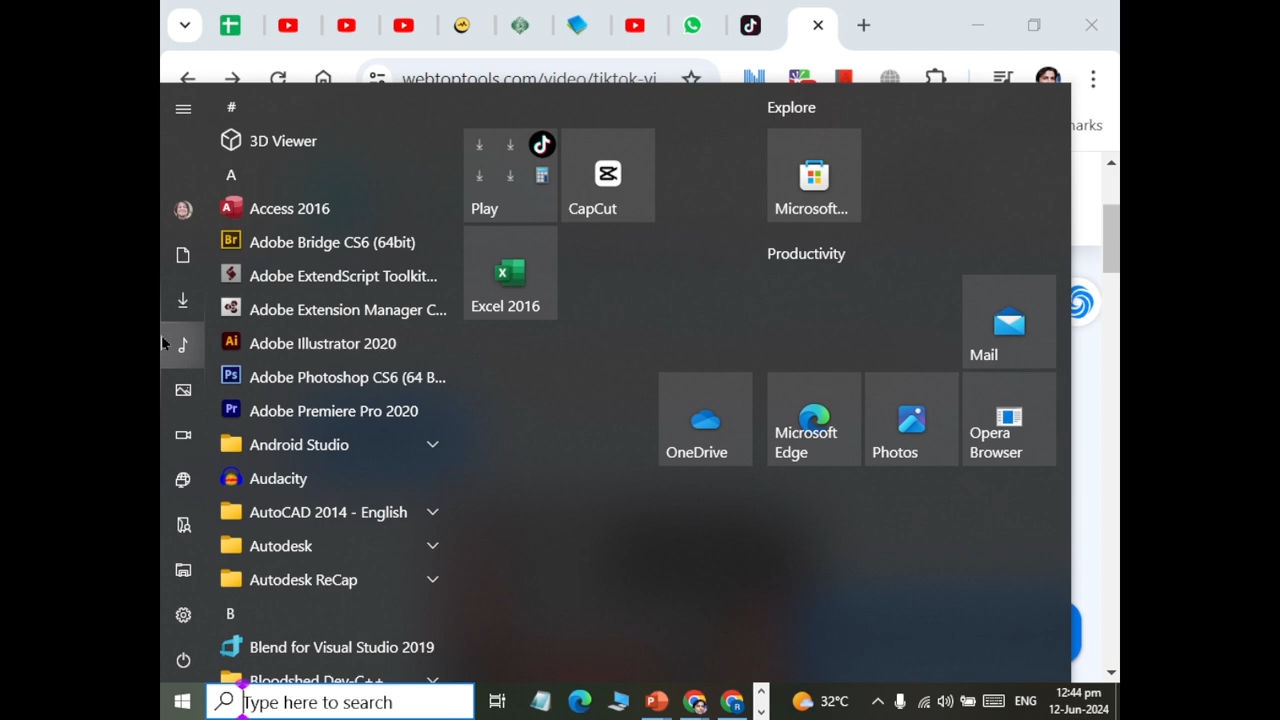 webtoptools.com/video/tiktok-vi
arks
#
3D Viewer
A
Access 2016
Adobe Bridge CS6 (64bit)
Adobe ExtendScript Toolkit...
Adobe Extension Manager C...
Adobe Illustrator 2020
Adobe Photoshop CS6 (64 B...
Adobe Premiere Pro 2020
Android Studio
Audacity
AutoCAD 2014 - English
Autodesk
Autodesk ReCap
B
Blend for Visual Studio 2019
Bloodshed Dev-C++
Play
CapCut
Excel 2016
OneDrive
Explore
Microsoft...
Productivity
Mail
Microsoft
Edge
Photos
Opera
Browser
Type here to search
32°C
ENG
12:44 pm
12-Jun-2024